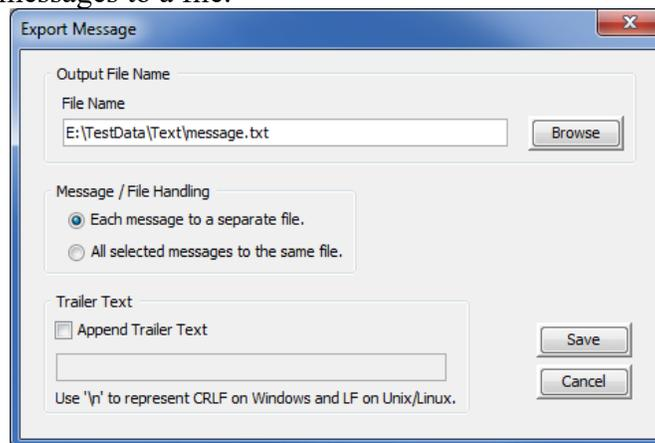 messages to a file.
Export Message
X
Output File Name
File Name
E:\TestData\Text\message.txt
Browse
Message / File Handling
Each message to a separate file.
All selected messages to the same file.
Trailer Text
Append Trailer Text
Save
Cancel
Use '\n' to represent CRLF on Windows and LF on Unix/Linux.